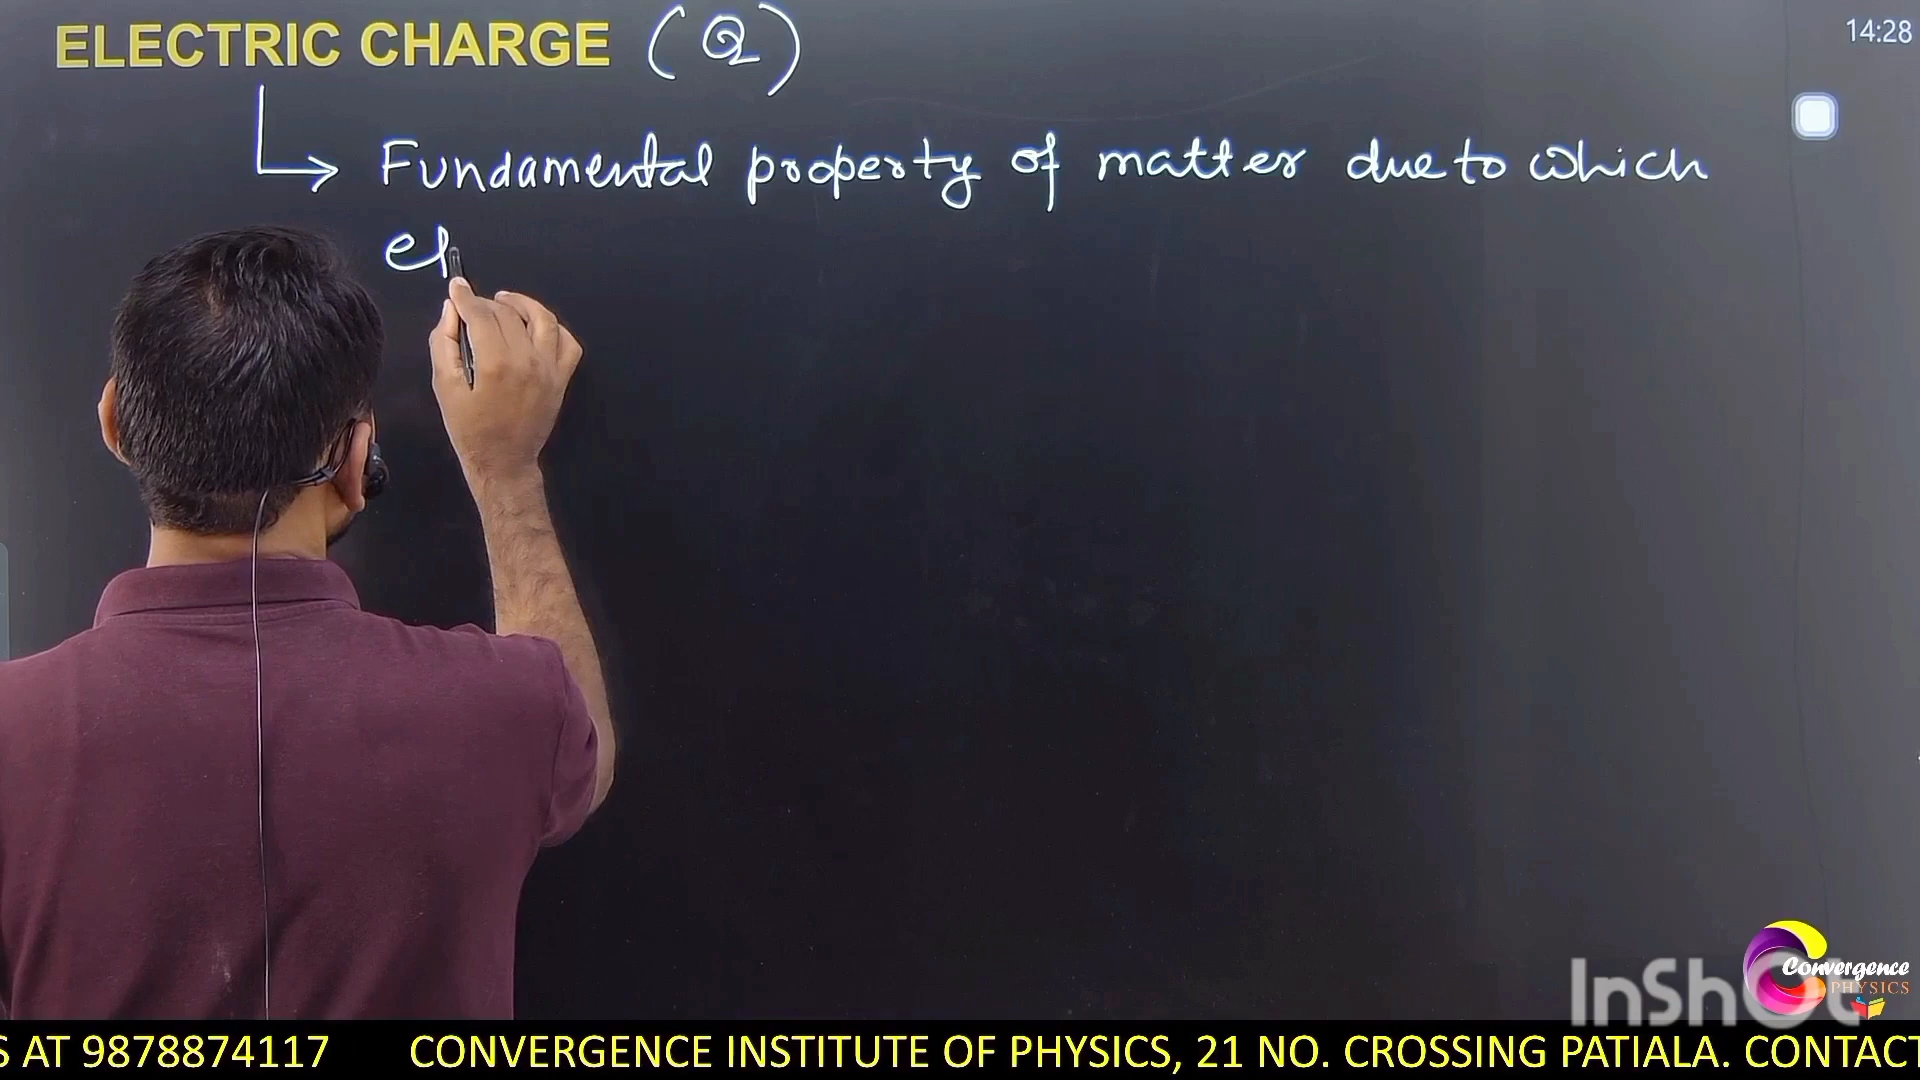 ELECTRIC CHARGE (Q)
14:28
Fundamental property of matter due to which
el
InShot
Convergence
PHYSICS
S AT 9878874117 CONVERGENCE INSTITUTE OF PHYSICS, 21 NO. CROSSING PATIALA. CONTACT